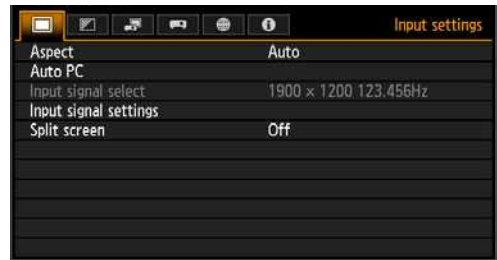 Input settings
Aspect Auto
Auto PC
Input signal select 1900 × 1200 123.456Hz
Input signal settings
Split screen Off